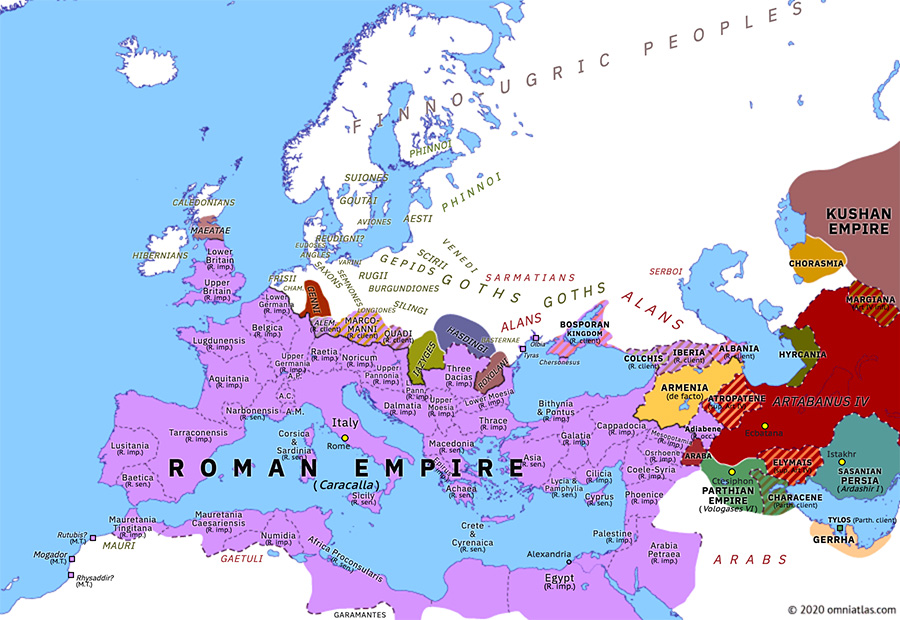 FINNO-UGRIC PEOPLES
PHINNOI
SUIONES
PHINNOI
GOUTAI
CALEDONIANS
AVIONES
AESTI
MAEATAE
REUDIGNI?
EUDOSES
ANGLES
VARINI
VENEDI
HIBERNIANS
Lower
Britain
(R. imp.)
Upper
Britain
(R. imp.)
FRISII
CHAM.
SAXONS
SEMNONES
RUGII
GEPIDS
SCIRII
GOTHS
GOTHS
SARMATIANS
SERBOI
ALANS
ALANS
BURGUNDIONES
LONGIONES
SILINGI
KUSHAN
EMPIRE
CHORASMIA
MARGIANA
HYRCANIA
Lower
Germania
(R. imp.)
CENNI
ALEM.
(R. client)
MARCO-
MANNI
(R. client)
QUADI
(R. client)
IAZYGES
HASDINGI
BASTERNAE
ROXOLANI
Olbia
Tyras
Chersonesus
BOSPORAN
KINGDOM
(R. client)
COLCHIS
(R. client)
IBERIA
(R. client)
ALBANIA
(R. client)
ARMENIA
(de facto)
ATROPATENE
ARTABANUS IV
Ecbatana
Belgica
(R. imp.)
Lugdunensis
(R. imp.)
Upper
Germania
(R. imp.)
Raetia
(R. imp.)
Noricum
(R. imp.)
A.P.
A.C.
A.M.
Aquitania
(R. imp.)
Narbonensis
(R. sen.)
Upper
Pannonia
(R. imp.)
Pann.
(R. imp.)
Three
Dacias
(R. imp.)
Dalmatia
(R. imp.)
Upper
Moesia
(R. imp.)
Lower Moesia
(R. imp.)
Thrace
(R. imp.)
Tarraconensis
(R. imp.)
Lusitania
(R. imp.)
Baetica
(R. sen.)
Corsica
&
Sardinia
(R. sen.)
Italy
Rome
ROMAN EMPIRE
(Caracalla)
Sicily
(R. sen.)
Macedonia
(R. sen.)
Epirus
(R. sen.)
Achaea
(R. sen.)
Bithynia
& Pontus
(R. imp.)
Galatia
(R. imp.)
Cappadocia
(R. imp.)
Asia
(R. sen.)
Lycia &
Pamphylia
(R. sen.)
Cilicia
(R. imp.)
Cyprus
(R. sen.)
Coele-Syria
(R. imp.)
Osrhoene
(R. imp.)
Mesopotamia
(R. imp.)
Adiabene
(R. occ.)
ARABA
Phoenice
(R. imp.)
Palestine
(R. imp.)
Arabia
Petraea
(R. imp.)
Ctesiphon
PARTHIAN
EMPIRE
(Vologases VI)
ELYMAIS
Istakhr
SASANIAN
PERSIA
(Ardashir I)
CHARACENE
(Parth. client)
TYLOS (Parth. client)
GERRHA
ARABS
Mauretania
Tingitana
(R. imp.)
Mauretania
Caesariensis
(R. imp.)
Numidia
(R. imp.)
Africa Proconsularis
(R. sen.)
Crete &
Cyrenaica
(R. sen.)
Alexandria
Egypt
(R. imp.)
Rutubis?
(M.T.)
MAURI
Mogador
(M.T.)
Rhysaddir?
(M.T.)
GAETULI
GARAMANTES
© 2020 omniatlas.com